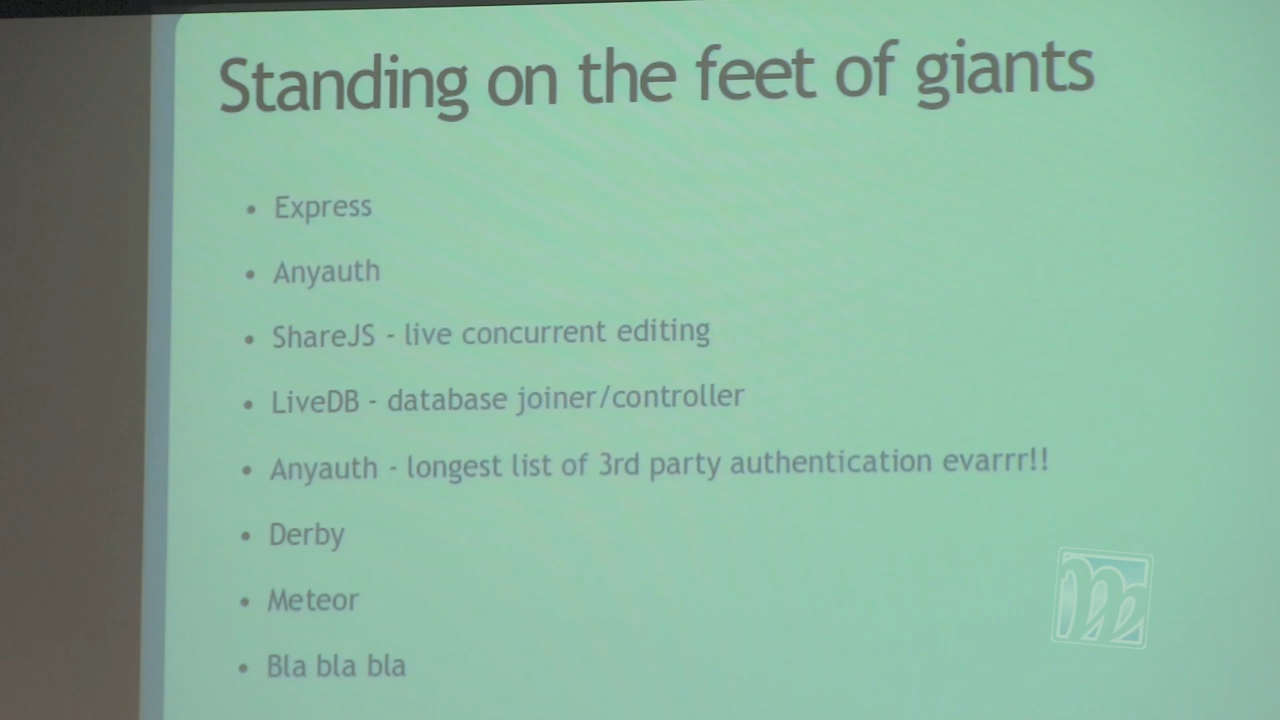 Standing on the feet of giants
• Express
• Anyauth
• ShareJS - live concurrent editing
• LiveDB - database joiner/controller
• Anyauth - longest list of 3rd party authentication evarrr!!
• Derby
• Meteor
• Bla bla bla